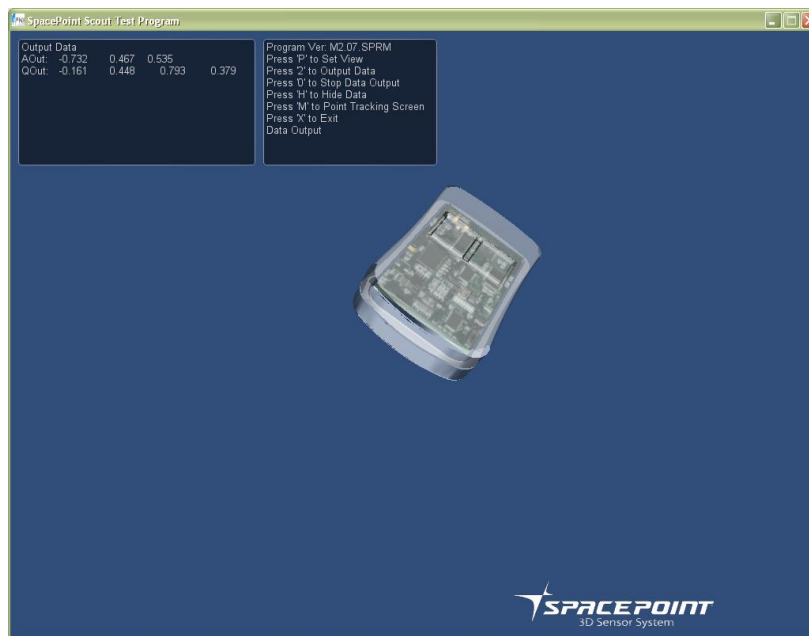 SpacePoint Scout Test Program
Output Data
AOut: -0.732 0.467 0.535
QOut: -0.161 0.448 0.793 0.379
Program Ver: M2.07.SPRM
Press 'P' to Set View
Press '2' to Output Data
Press '0' to Stop Data Output
Press 'H' to Hide Data
Press 'M' to Point Tracking Screen
Press 'X' to Exit
Data Output
SPACEPOINT
3D Sensor System